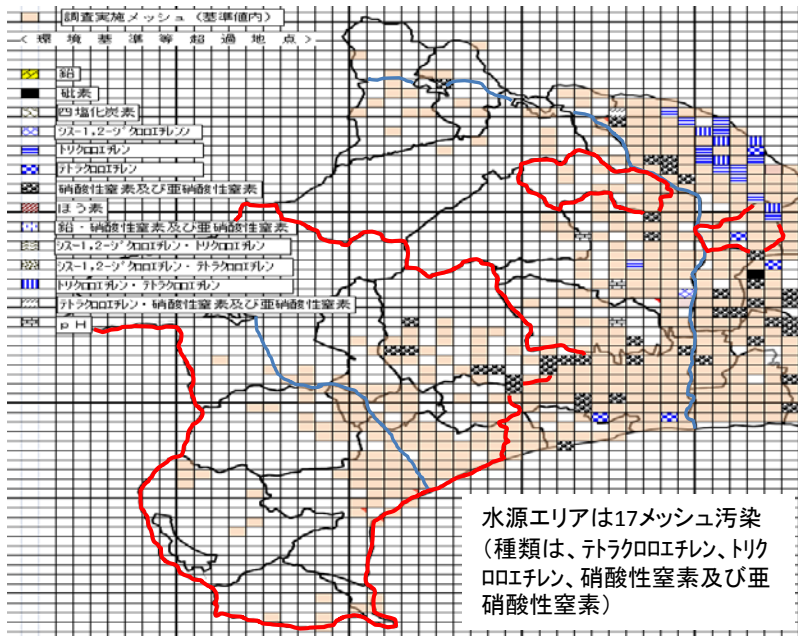 調査実施メッシュ（基準値内）
＜環境基準等超過地点＞
鉛
砒素
四塩化炭素
ｼｽ-1,2-ｼﾞｸﾛﾛｴﾁﾚﾝ
ﾄﾘｸﾛﾛｴﾁﾚﾝ
ﾃﾄﾗｸﾛﾛｴﾁﾚﾝ
硝酸性窒素及び亜硝酸性窒素
ほう素
鉛・硝酸性窒素及び亜硝酸性窒素
ｼｽ-1,2-ｼﾞｸﾛﾛｴﾁﾚﾝ・ﾄﾘｸﾛﾛｴﾁﾚﾝ
ｼｽ-1,2-ｼﾞｸﾛﾛｴﾁﾚﾝ・ﾃﾄﾗｸﾛﾛｴﾁﾚﾝ
ﾄﾘｸﾛﾛｴﾁﾚﾝ・ﾃﾄﾗｸﾛﾛｴﾁﾚﾝ
ﾃﾄﾗｸﾛﾛｴﾁﾚﾝ・硝酸性窒素及び亜硝酸性窒素
ｐＨ
水源エリアは17メッシュ汚染
（種類は、ﾃﾄﾗｸﾛﾛｴﾁﾚﾝ、ﾄﾘｸ
ﾛﾛｴﾁﾚﾝ、硝酸性窒素及び亜
硝酸性窒素）